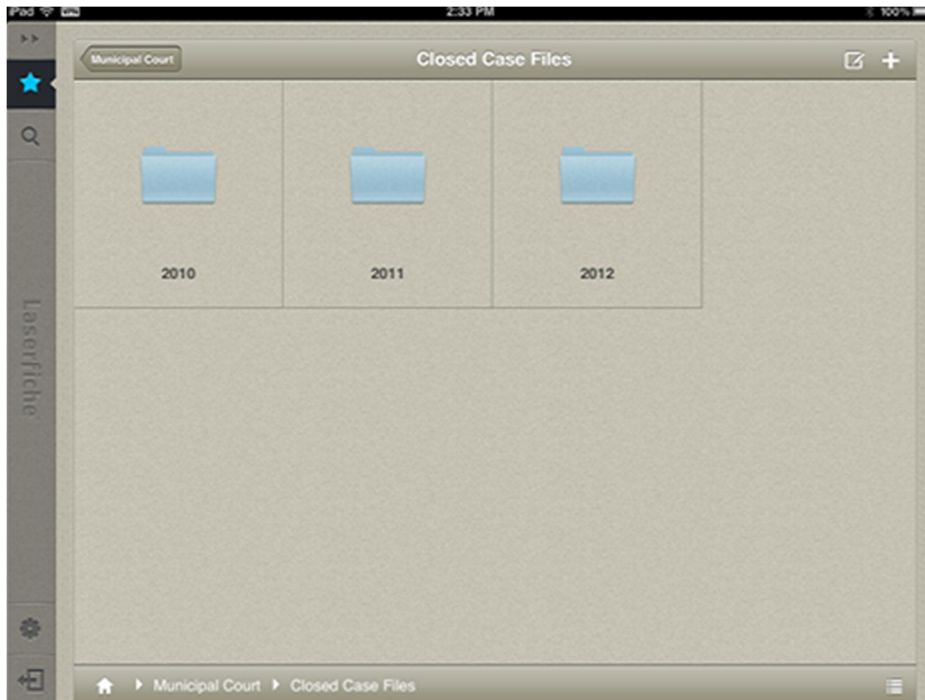 iPad VPN 2:33 PM 100%
Municipal Court Closed Case Files
2010 2011 2012
Laserfiche
Municipal Court Closed Case Files